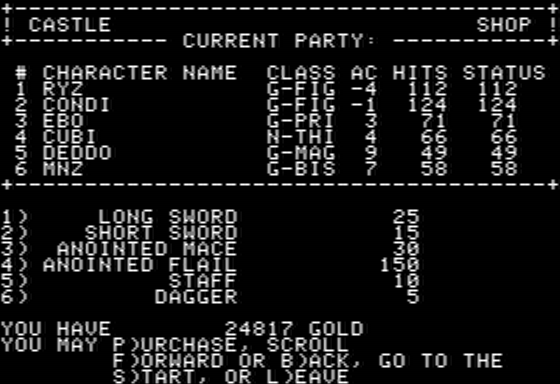 +--------------------------------------+
! CASTLE                          SHOP !
+----------- CURRENT PARTY: -----------+
 # CHARACTER NAME  CLASS AC HITS STATUS
 1 RYZ             G-FIG -4  112  112
 2 CONDI           G-FIG -1  124  124
 3 EBO             G-PRI  3   71   71
 4 CUBI            N-THI  4   66   66
 5 DEDDO           G-MAG  9   49   49
 6 MNZ             G-BIS  7   58   58
+--------------------------------------+
1)     LONG SWORD           25
2)    SHORT SWORD           15
3)  ANOINTED MACE           30
4) ANOINTED FLAIL          150
5)          STAFF           10
6)         DAGGER            5
YOU HAVE        24817 GOLD
YOU MAY P)URCHASE, SCROLL
        F)ORWARD OR B)ACK, GO TO THE
        S)TART, OR L)EAVE